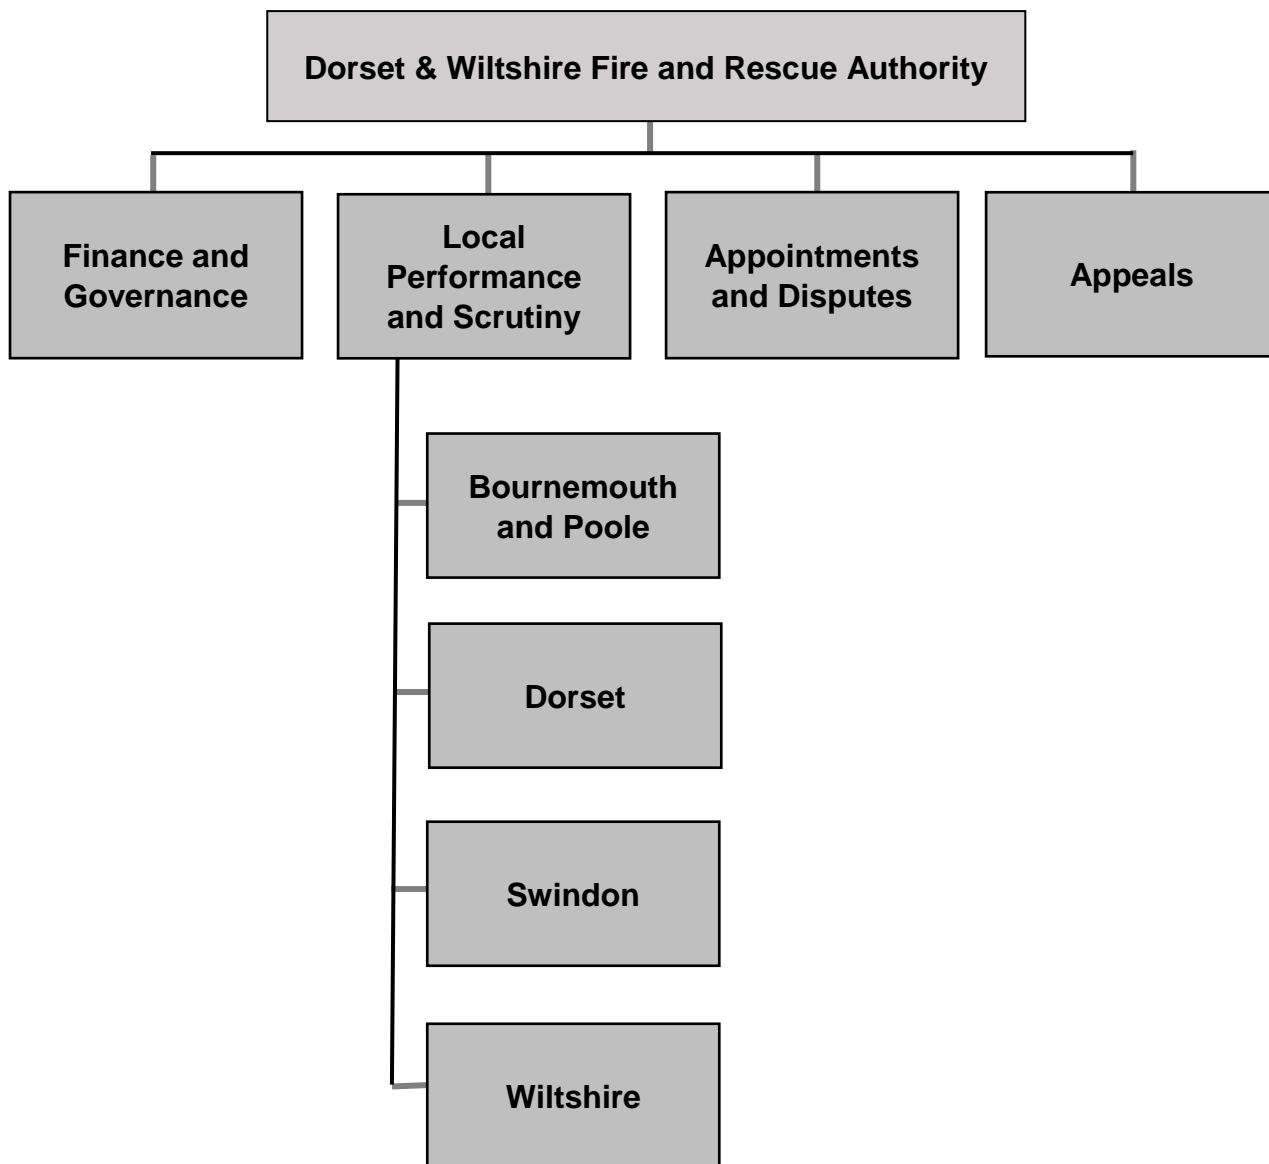 Dorset & Wiltshire Fire and Rescue Authority
Finance and
Governance
Local
Performance
and Scrutiny
Appointments
and Disputes
Appeals
Bournemouth
and Poole
Dorset
Swindon
Wiltshire